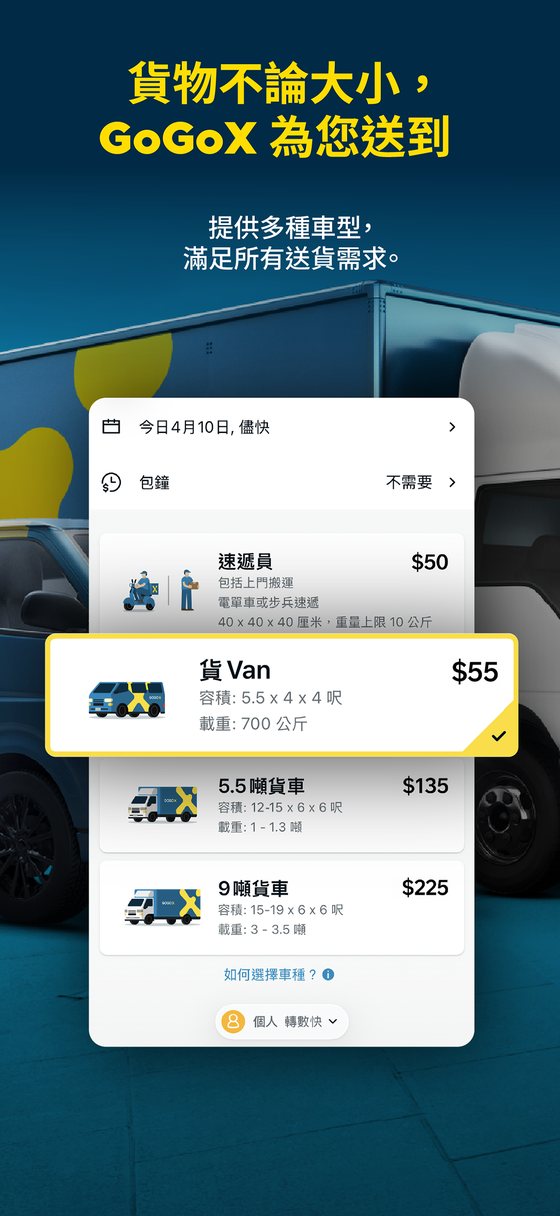 貨物不論大小，
GoGoX 為您送到
提供多種車型，
滿足所有送貨需求。
今日4月10日, 儘快
包鐘 不需要
速遞員 $50
包括上門搬運
電單車或步兵速遞
40 x 40 x 40 厘米，重量上限 10 公斤
貨 Van $55
容積: 5.5 x 4 x 4 呎
載重: 700 公斤
5.5 噸貨車 $135
容積: 12-15 x 6 x 6 呎
載重: 1 - 1.3 噸
9 噸貨車 $225
容積: 15-19 x 6 x 6 呎
載重: 3 - 3.5 噸
如何選擇車種？
個人 轉數快